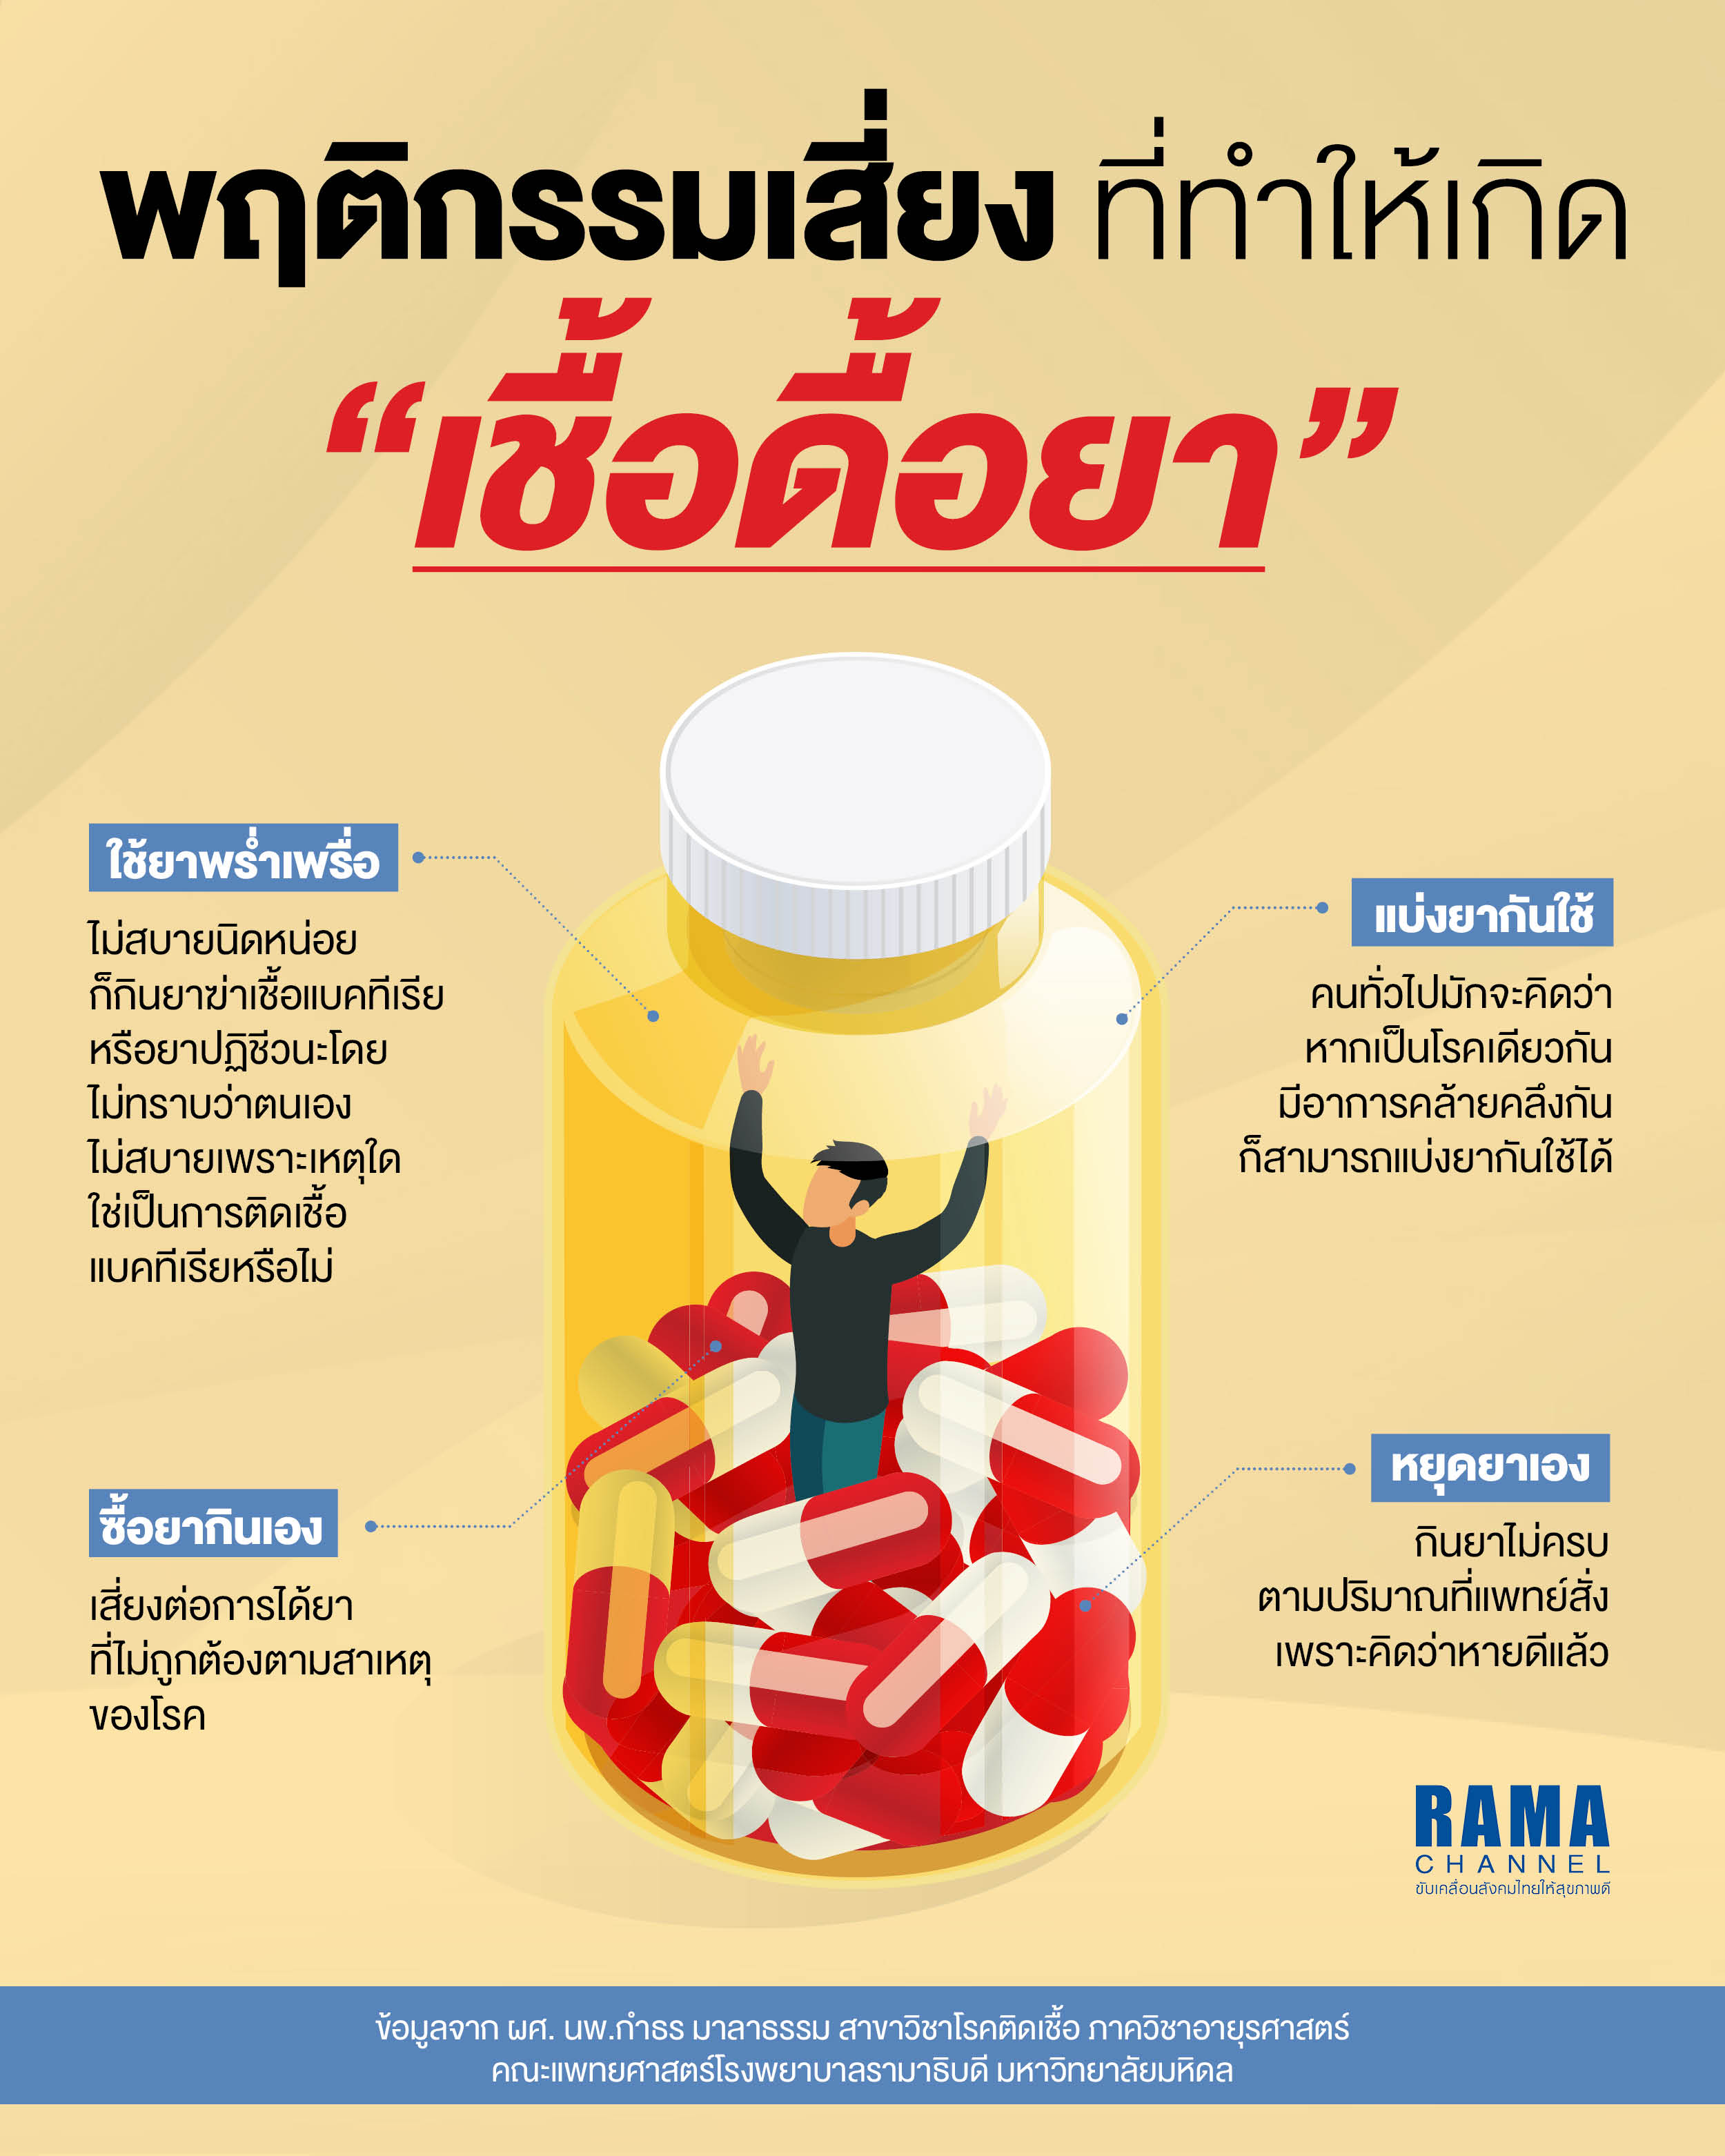 พฤติกรรมเสี่ยง ที่ทำให้เกิด
“เชื้อดื้อยา”
ใช้ยาพร่ำเพรื่อ
ไม่สบายนิดหน่อย
ก็กินยาฆ่าเชื้อแบคทีเรีย
หรือยาปฏิชีวนะโดย
ไม่ทราบว่าตนเอง
ไม่สบายเพราะเหตุใด
ใช่เป็นการติดเชื้อ
แบคทีเรียหรือไม่
แบ่งยากันใช้
คนทั่วไปมักจะคิดว่า
หากเป็นโรคเดียวกัน
มีอาการคล้ายคลึงกัน
ก็สามารถแบ่งยากันใช้ได้
ซื้อยากินเอง
เสี่ยงต่อการได้ยา
ที่ไม่ถูกต้องตามสาเหตุ
ของโรค
หยุดยาเอง
กินยาไม่ครบ
ตามปริมาณที่แพทย์สั่ง
เพราะคิดว่าหายดีแล้ว
RAMA
CHANNEL
ขับเคลื่อนสังคมไทยให้สุขภาพดี
ข้อมูลจาก ผศ. นพ.กำธร มาลาธรรม สาขาวิชาโรคติดเชื้อ ภาควิชาอายุรศาสตร์
คณะแพทยศาสตร์โรงพยาบาลรามาธิบดี มหาวิทยาลัยมหิดล